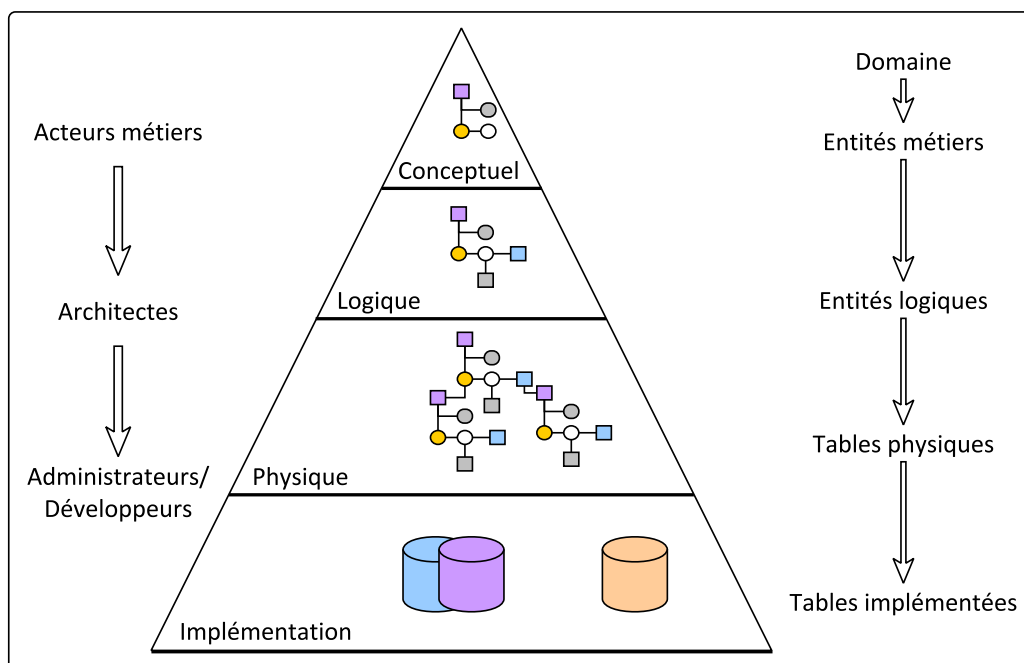 Domaine
Acteurs métiers
Entités métiers
Conceptuel
Logique
Entités logiques
Architectes
Tables physiques
Administrateurs/
Développeurs
Physique
Tables implémentées
Implémentation